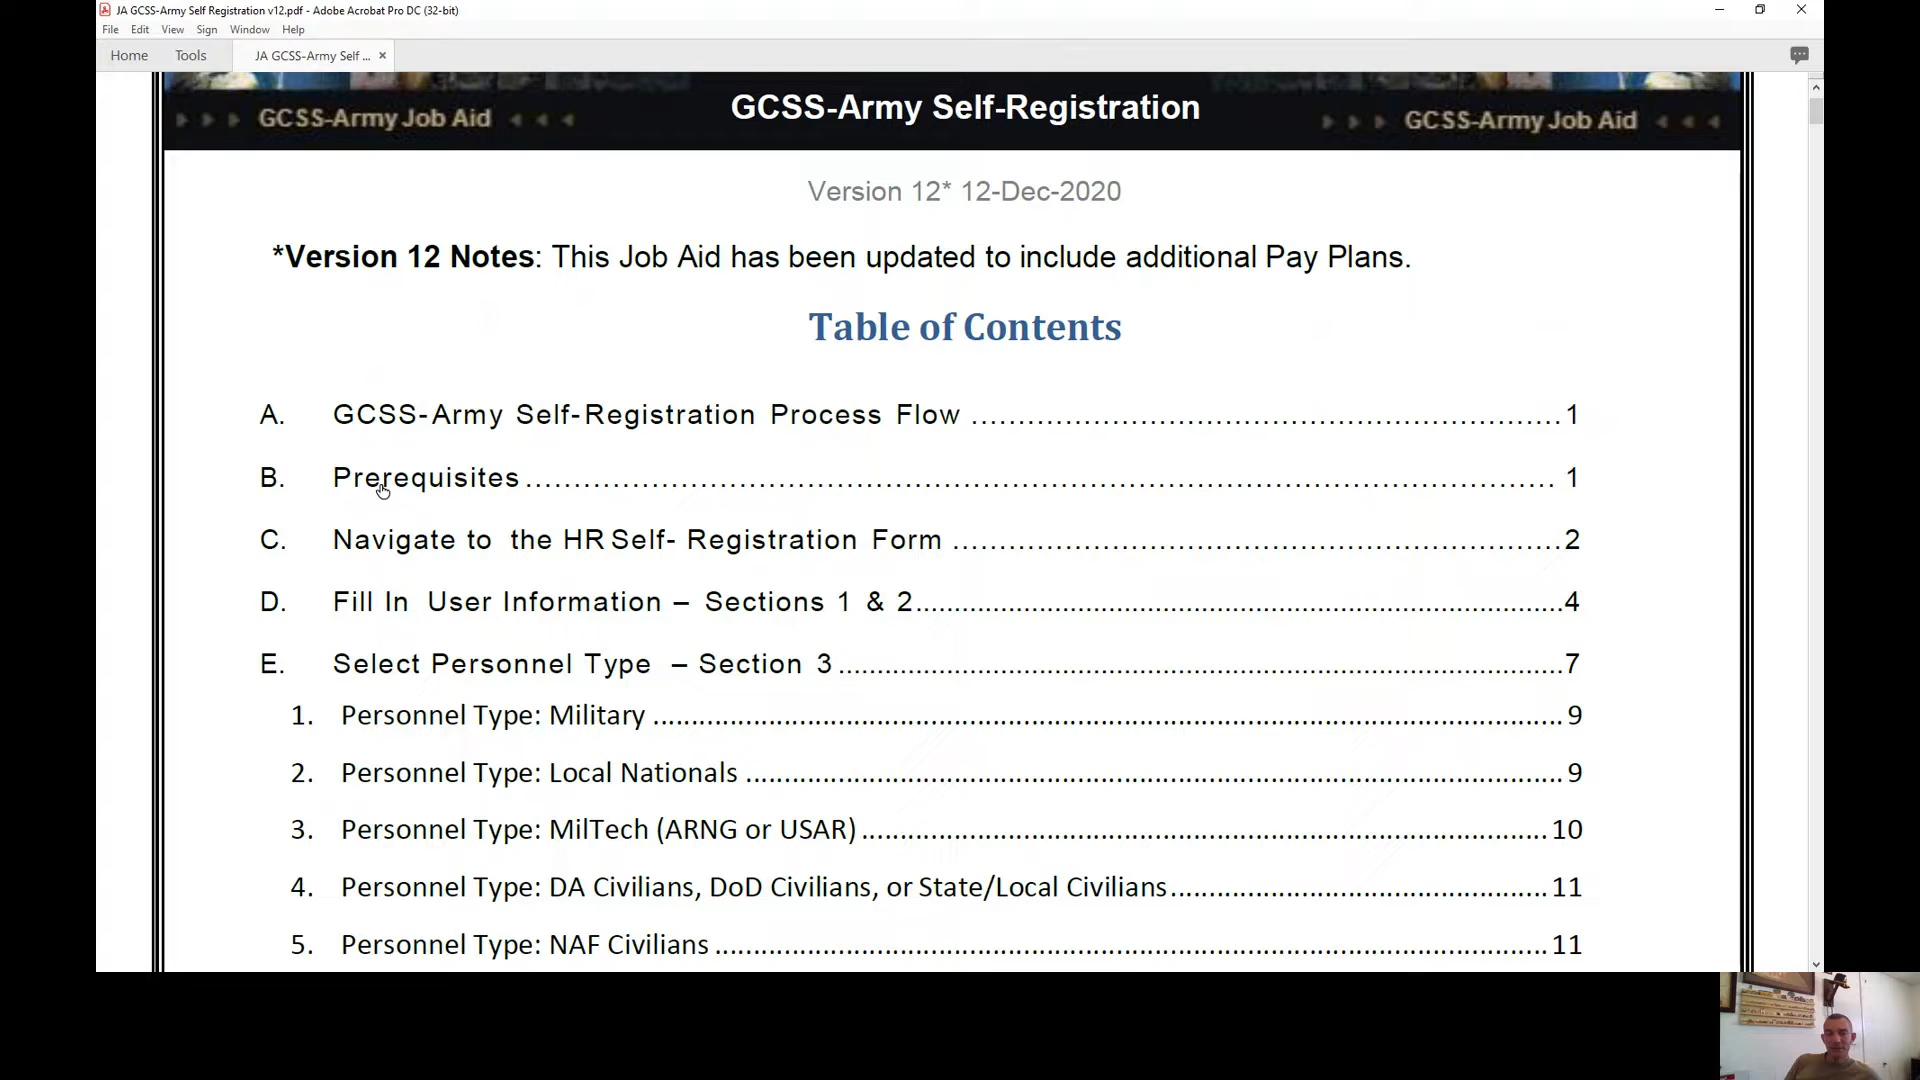 JA GCSS-Army Self Registration v12.pdf - Adobe Acrobat Pro DC (32-bit)
File Edit View Sign Window Help
Home Tools JA GCSS-Army Self ... ×
GCSS-Army Job Aid GCSS-Army Self-Registration GCSS-Army Job Aid
Version 12* 12-Dec-2020
*Version 12 Notes: This Job Aid has been updated to include additional Pay Plans.
Table of Contents
A. GCSS-Army Self-Registration Process Flow ........ 1
B. Prerequisites ........ 1
C. Navigate to the HR Self- Registration Form ........ 2
D. Fill In User Information – Sections 1 & 2 ........ 4
E. Select Personnel Type – Section 3 ........ 7
1. Personnel Type: Military ........ 9
2. Personnel Type: Local Nationals ........ 9
3. Personnel Type: MilTech (ARNG or USAR) ........ 10
4. Personnel Type: DA Civilians, DoD Civilians, or State/Local Civilians ........ 11
5. Personnel Type: NAF Civilians ........ 11